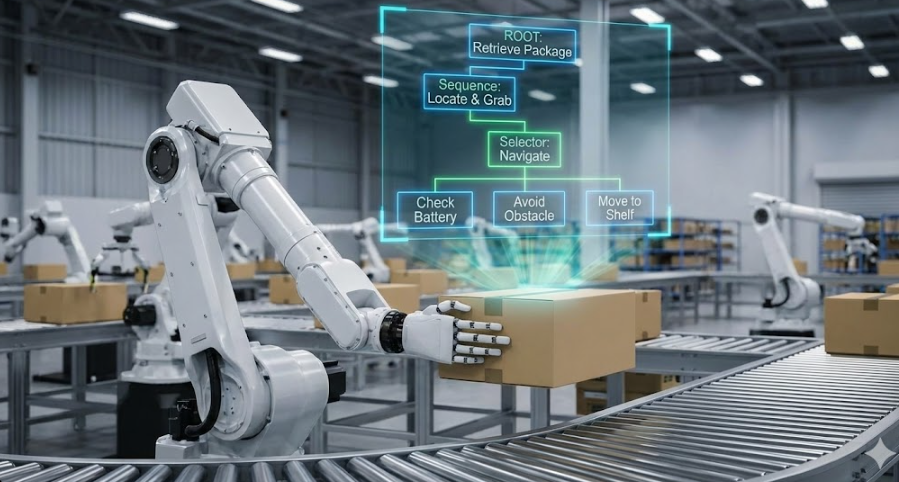 ROOT:
Retrieve Package
Sequence:
Locate & Grab
Selector:
Navigate
Check
Battery
Avoid
Obstacle
Move to
Shelf